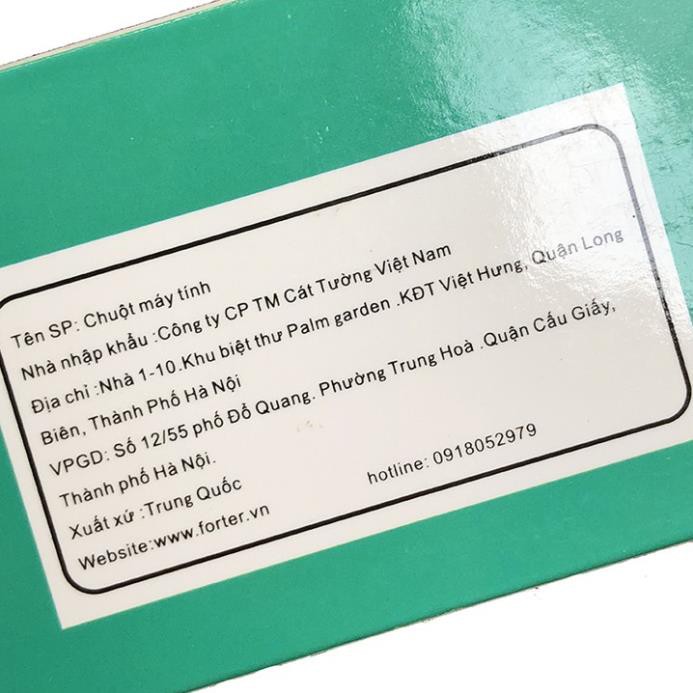 Tên SP: Chuột máy tính
Nhà nhập khẩu :Công ty CP TM Cát Tường Việt Nam
Địa chỉ :Nhà 1-10.Khu biệt thư Palm garden .KĐT Việt Hưng, Quận Long
Biên, Thành Phố Hà Nội
VPGD: Số 12/55 phố Đổ Quang. Phường Trung Hoà .Quận Cấu Giấy,
Thành phố Hà Nội.
Xuất xứ :Trung Quốc
Website:www.forter.vn hotline: 0918052979